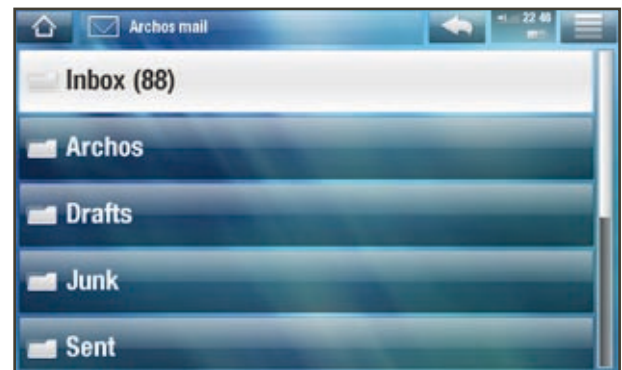 Archos mail
22 48
Inbox (88)
Archos
Drafts
Junk
Sent